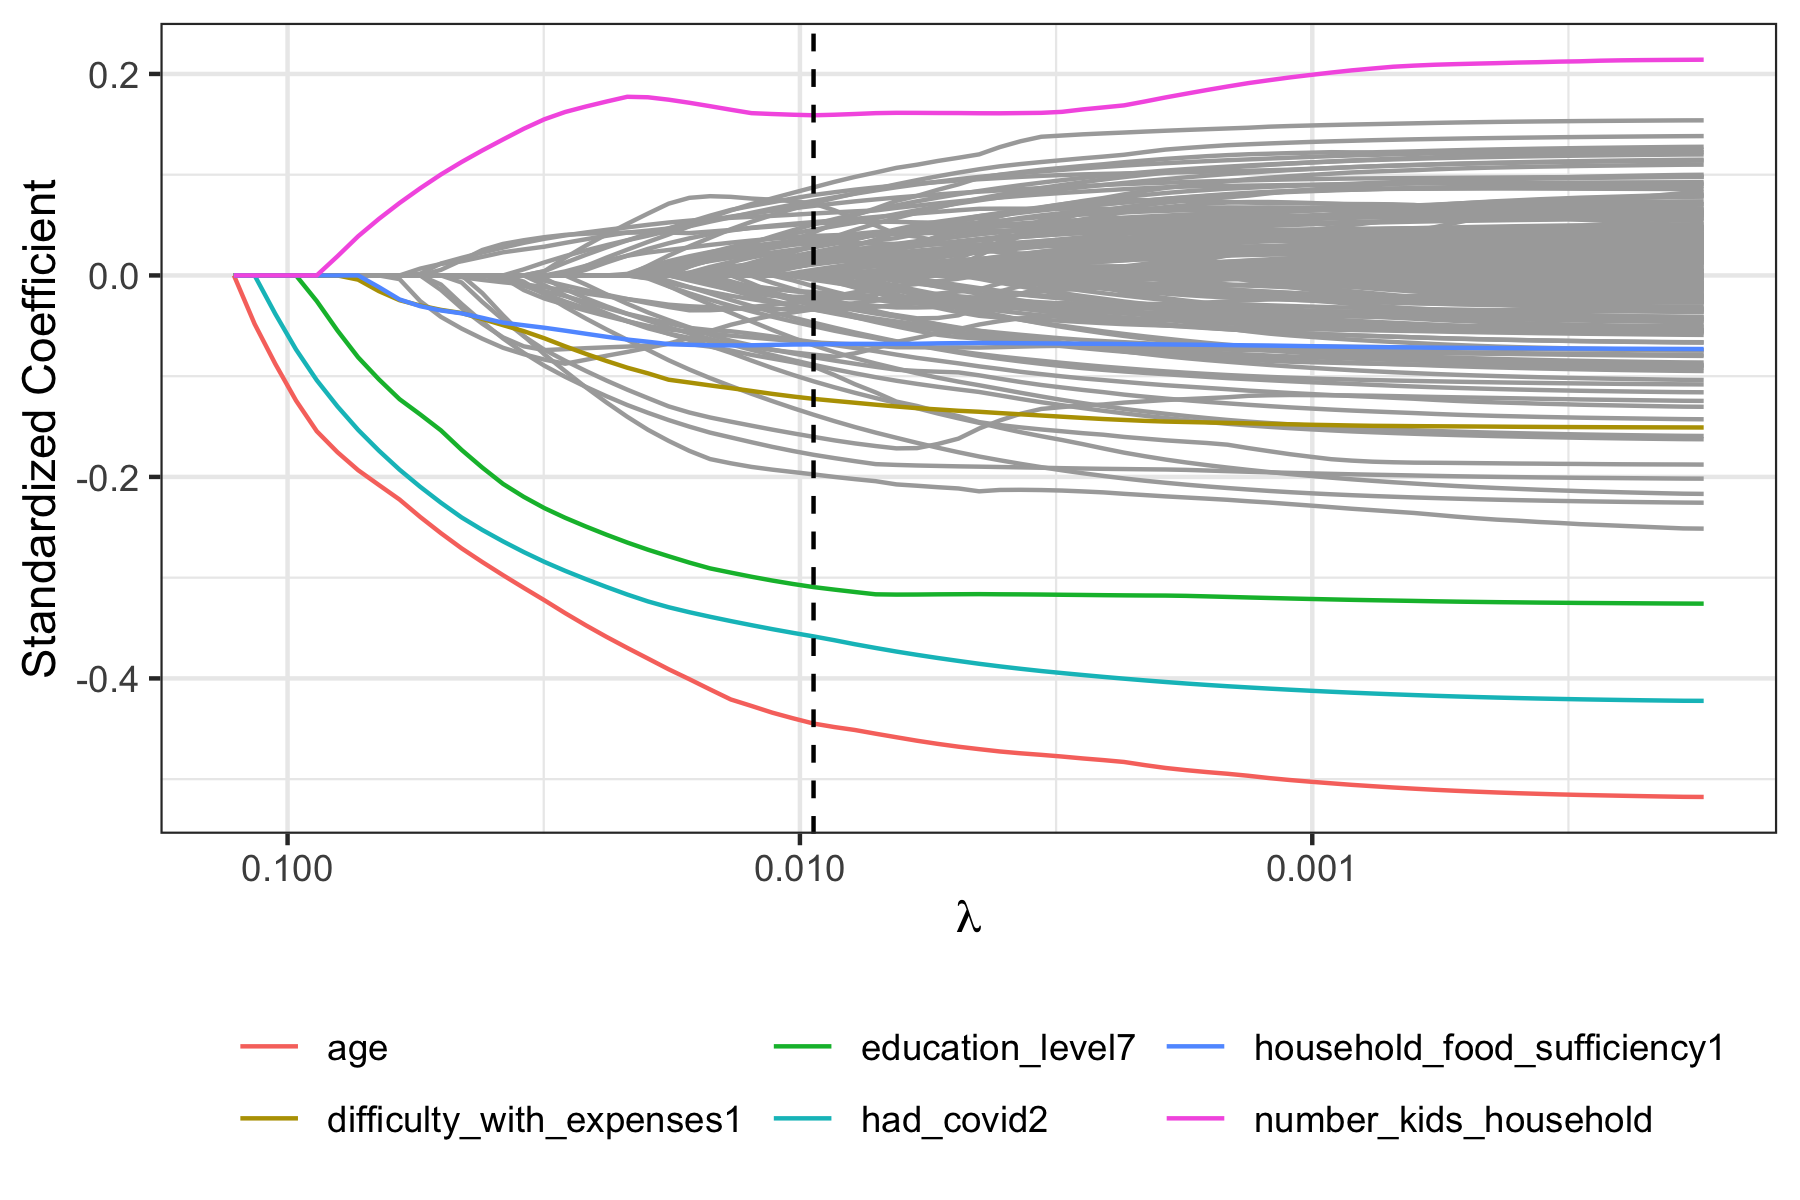 Standardized Coefficient
0.2
0.0
-0.2
-0.4
0.100 0.010 0.001
λ
age education_level7 household_food_sufficiency1
difficulty_with_expenses1 had_covid2 number_kids_household